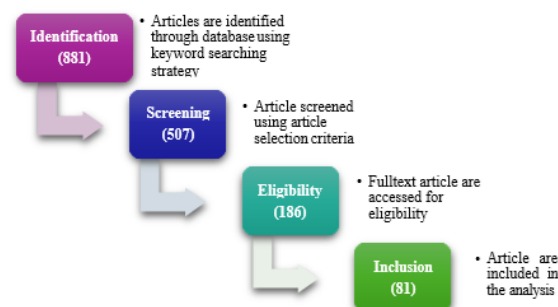 Identification
(881)
• Articles are identified
through database using
keyword searching
strategy
Screening
(507)
• Article screened
using article
selection criteria
Eligibility
(186)
• Fulltext article are
accessed for
eligibility
Inclusion
(81)
• Article are
included in
the analysis